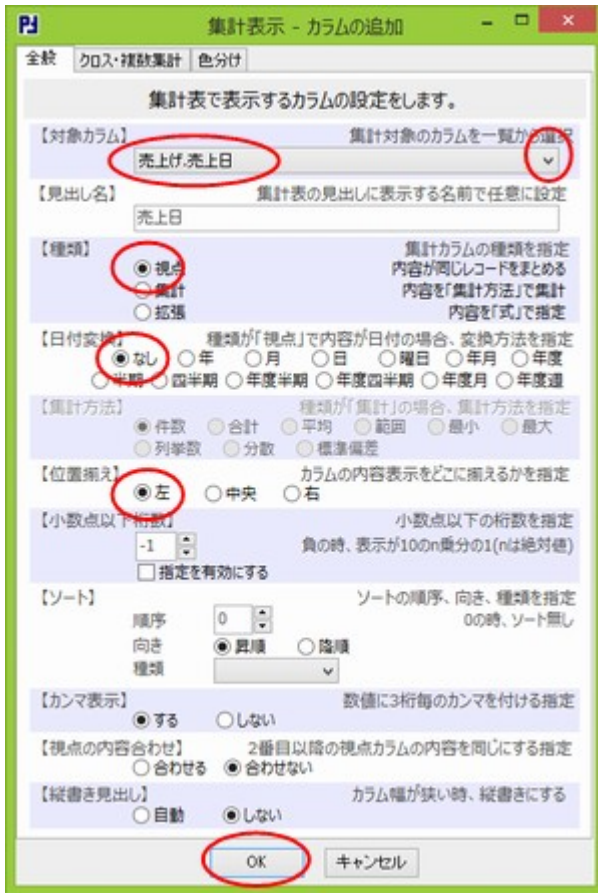 集計表示 - カラムの追加
全般 クロス・複数集計 色分け
集計表で表示するカラムの設定をします。
【対象カラム】 集計対象のカラムを一覧から選択
売上げ.売上日
【見出し名】 集計表の見出しに表示する名前で任意に設定
売上日
【種類】 集計カラムの種類を指定
視点 内容が同じレコードをまとめる
集計 内容を「集計方法」で集計
拡張 内容を「式」で指定
【日付変換】 種類が「視点」で内容が日付の場合、変換方法を指定
なし 年 月 日 曜日 年月 年度
半期 四半期 年度半期 年度四半期 年度月 年度週
【集計方法】 種類が「集計」の場合、集計方法を指定
件数 合計 平均 範囲 最小 最大
列挙数 分散 標準偏差
【位置揃え】 カラムの内容表示をどこに揃えるかを指定
左 中央 右
【小数点以下桁数】 小数点以下の桁数を指定
-1 負の時、表示が10のn乗分の1(nは絶対値)
指定を有効にする
【ソート】 ソートの順序、向き、種類を指定
順序 0 0の時、ソート無し
向き 昇順 降順
種類
【カンマ表示】 数値に3桁毎のカンマを付ける指定
する しない
【視点の内容合わせ】 2番目以降の視点カラムの内容を同じにする指定
合わせる 合わせない
【縦書き見出し】 カラム幅が狭い時、縦書きにする
自動 しない
OK キャンセル